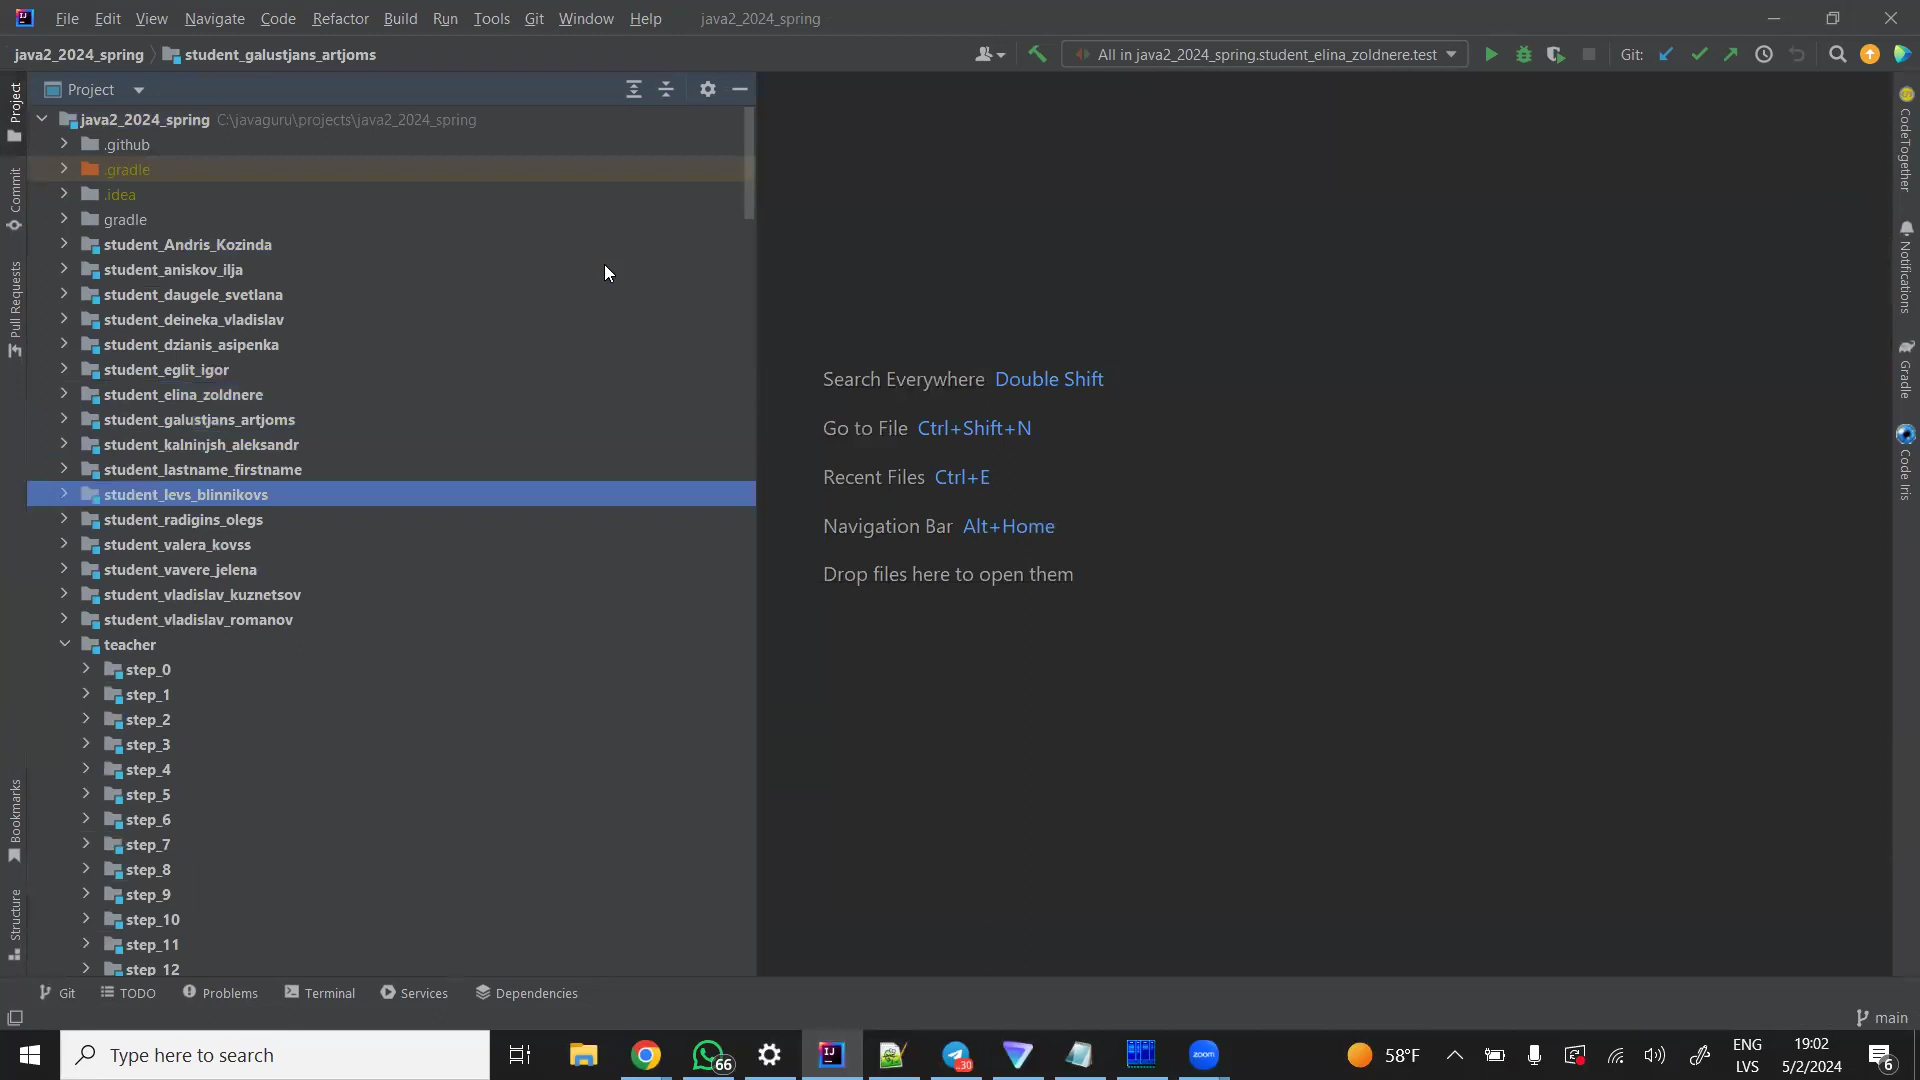 File Edit View Navigate Code Refactor Build Run Tools Git Window Help java2_2024_spring
java2_2024_spring student_galustjans_artjoms All in java2_2024_spring.student_elina_zoldnere.test Git:
Project
java2_2024_spring C:\javaguru\projects\java2_2024_spring
.github
.gradle
.idea
gradle
student_Andris_Kozinda
student_aniskov_ilja
student_daugele_svetlana
student_deineka_vladislav
student_dzianis_asipenka
student_eglit_igor
student_elina_zoldnere
student_galustjans_artjoms
student_kalninjsh_aleksandr
student_lastname_firstname
student_levs_blinnikovs
student_radigins_olegs
student_valera_kovss
student_vavere_jelena
student_vladislav_kuznetsov
student_vladislav_romanov
teacher
step_0
step_1
step_2
step_3
step_4
step_5
step_6
step_7
step_8
step_9
step_10
step_11
step_12
Project
Commit
Pull Requests
Bookmarks
Structure
Search Everywhere Double Shift
Go to File Ctrl+Shift+N
Recent Files Ctrl+E
Navigation Bar Alt+Home
Drop files here to open them
CodeTogether
Notifications
Gradle
Code Iris
Git TODO Problems Terminal Services Dependencies
main
Type here to search
66
IJ
30
zoom
58°F
ENG
LVS
19:02
5/2/2024
6